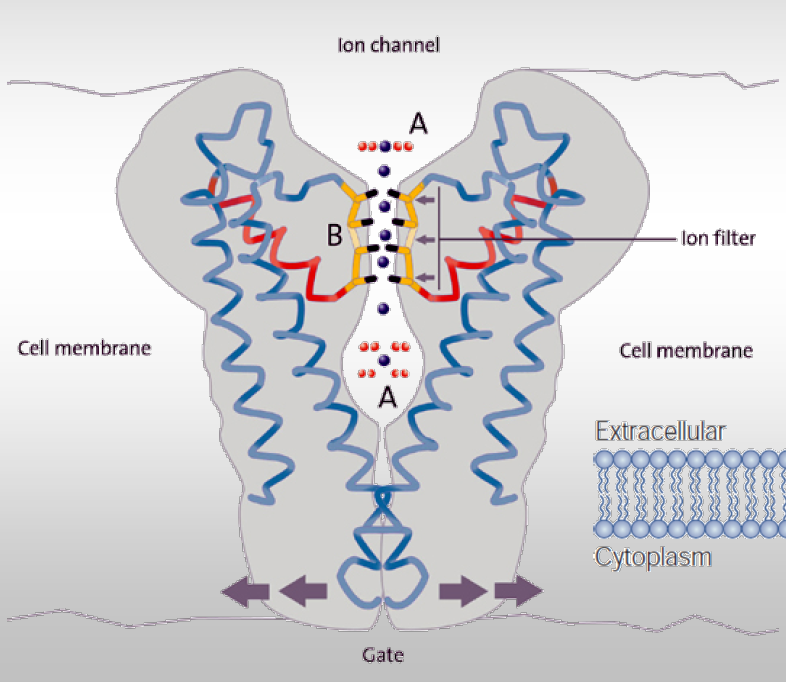 Ion channel
A
B
Ion filter
Cell membrane
Cell membrane
A
Extracellular
Cytoplasm
Gate